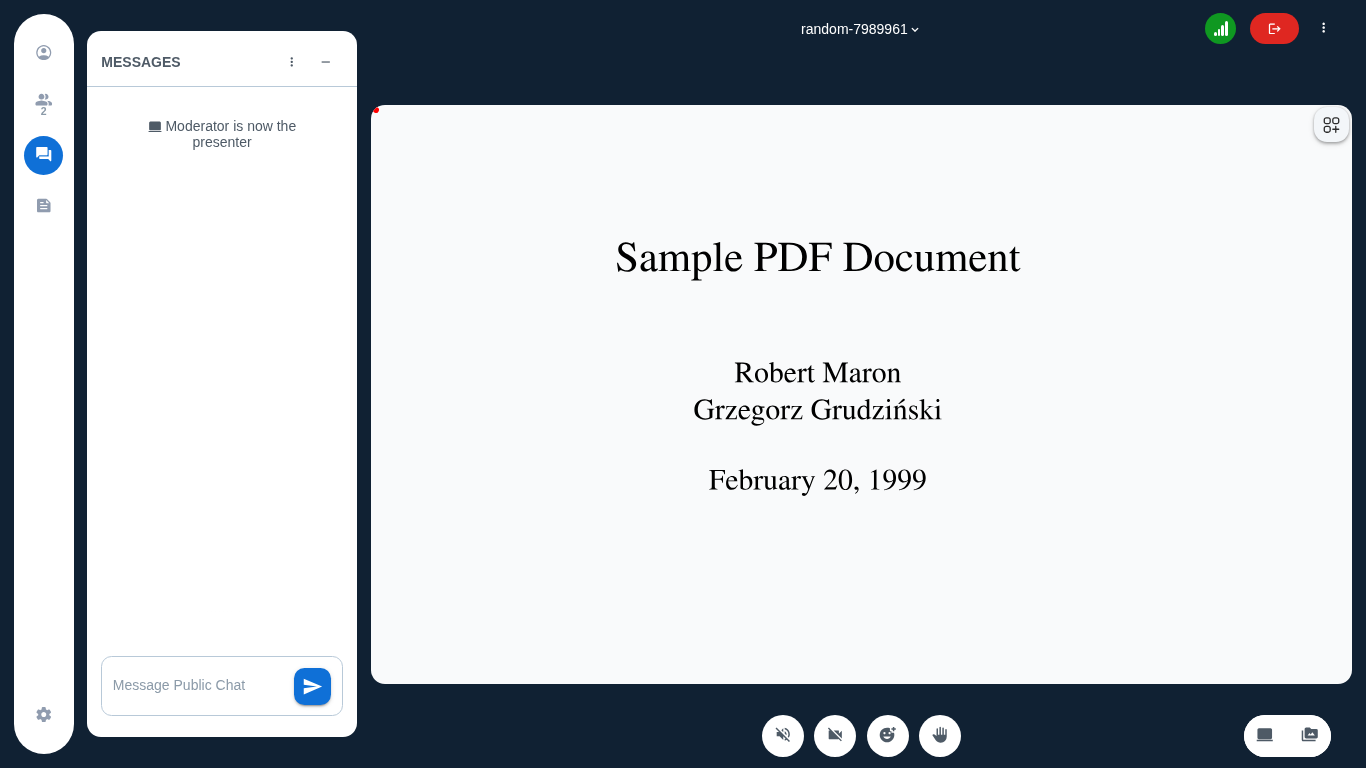 random-7989961
MESSAGES
2
Moderator is now the
presenter
Sample PDF Document
Robert Maron
Grzegorz Grudziński
February 20, 1999
Message Public Chat